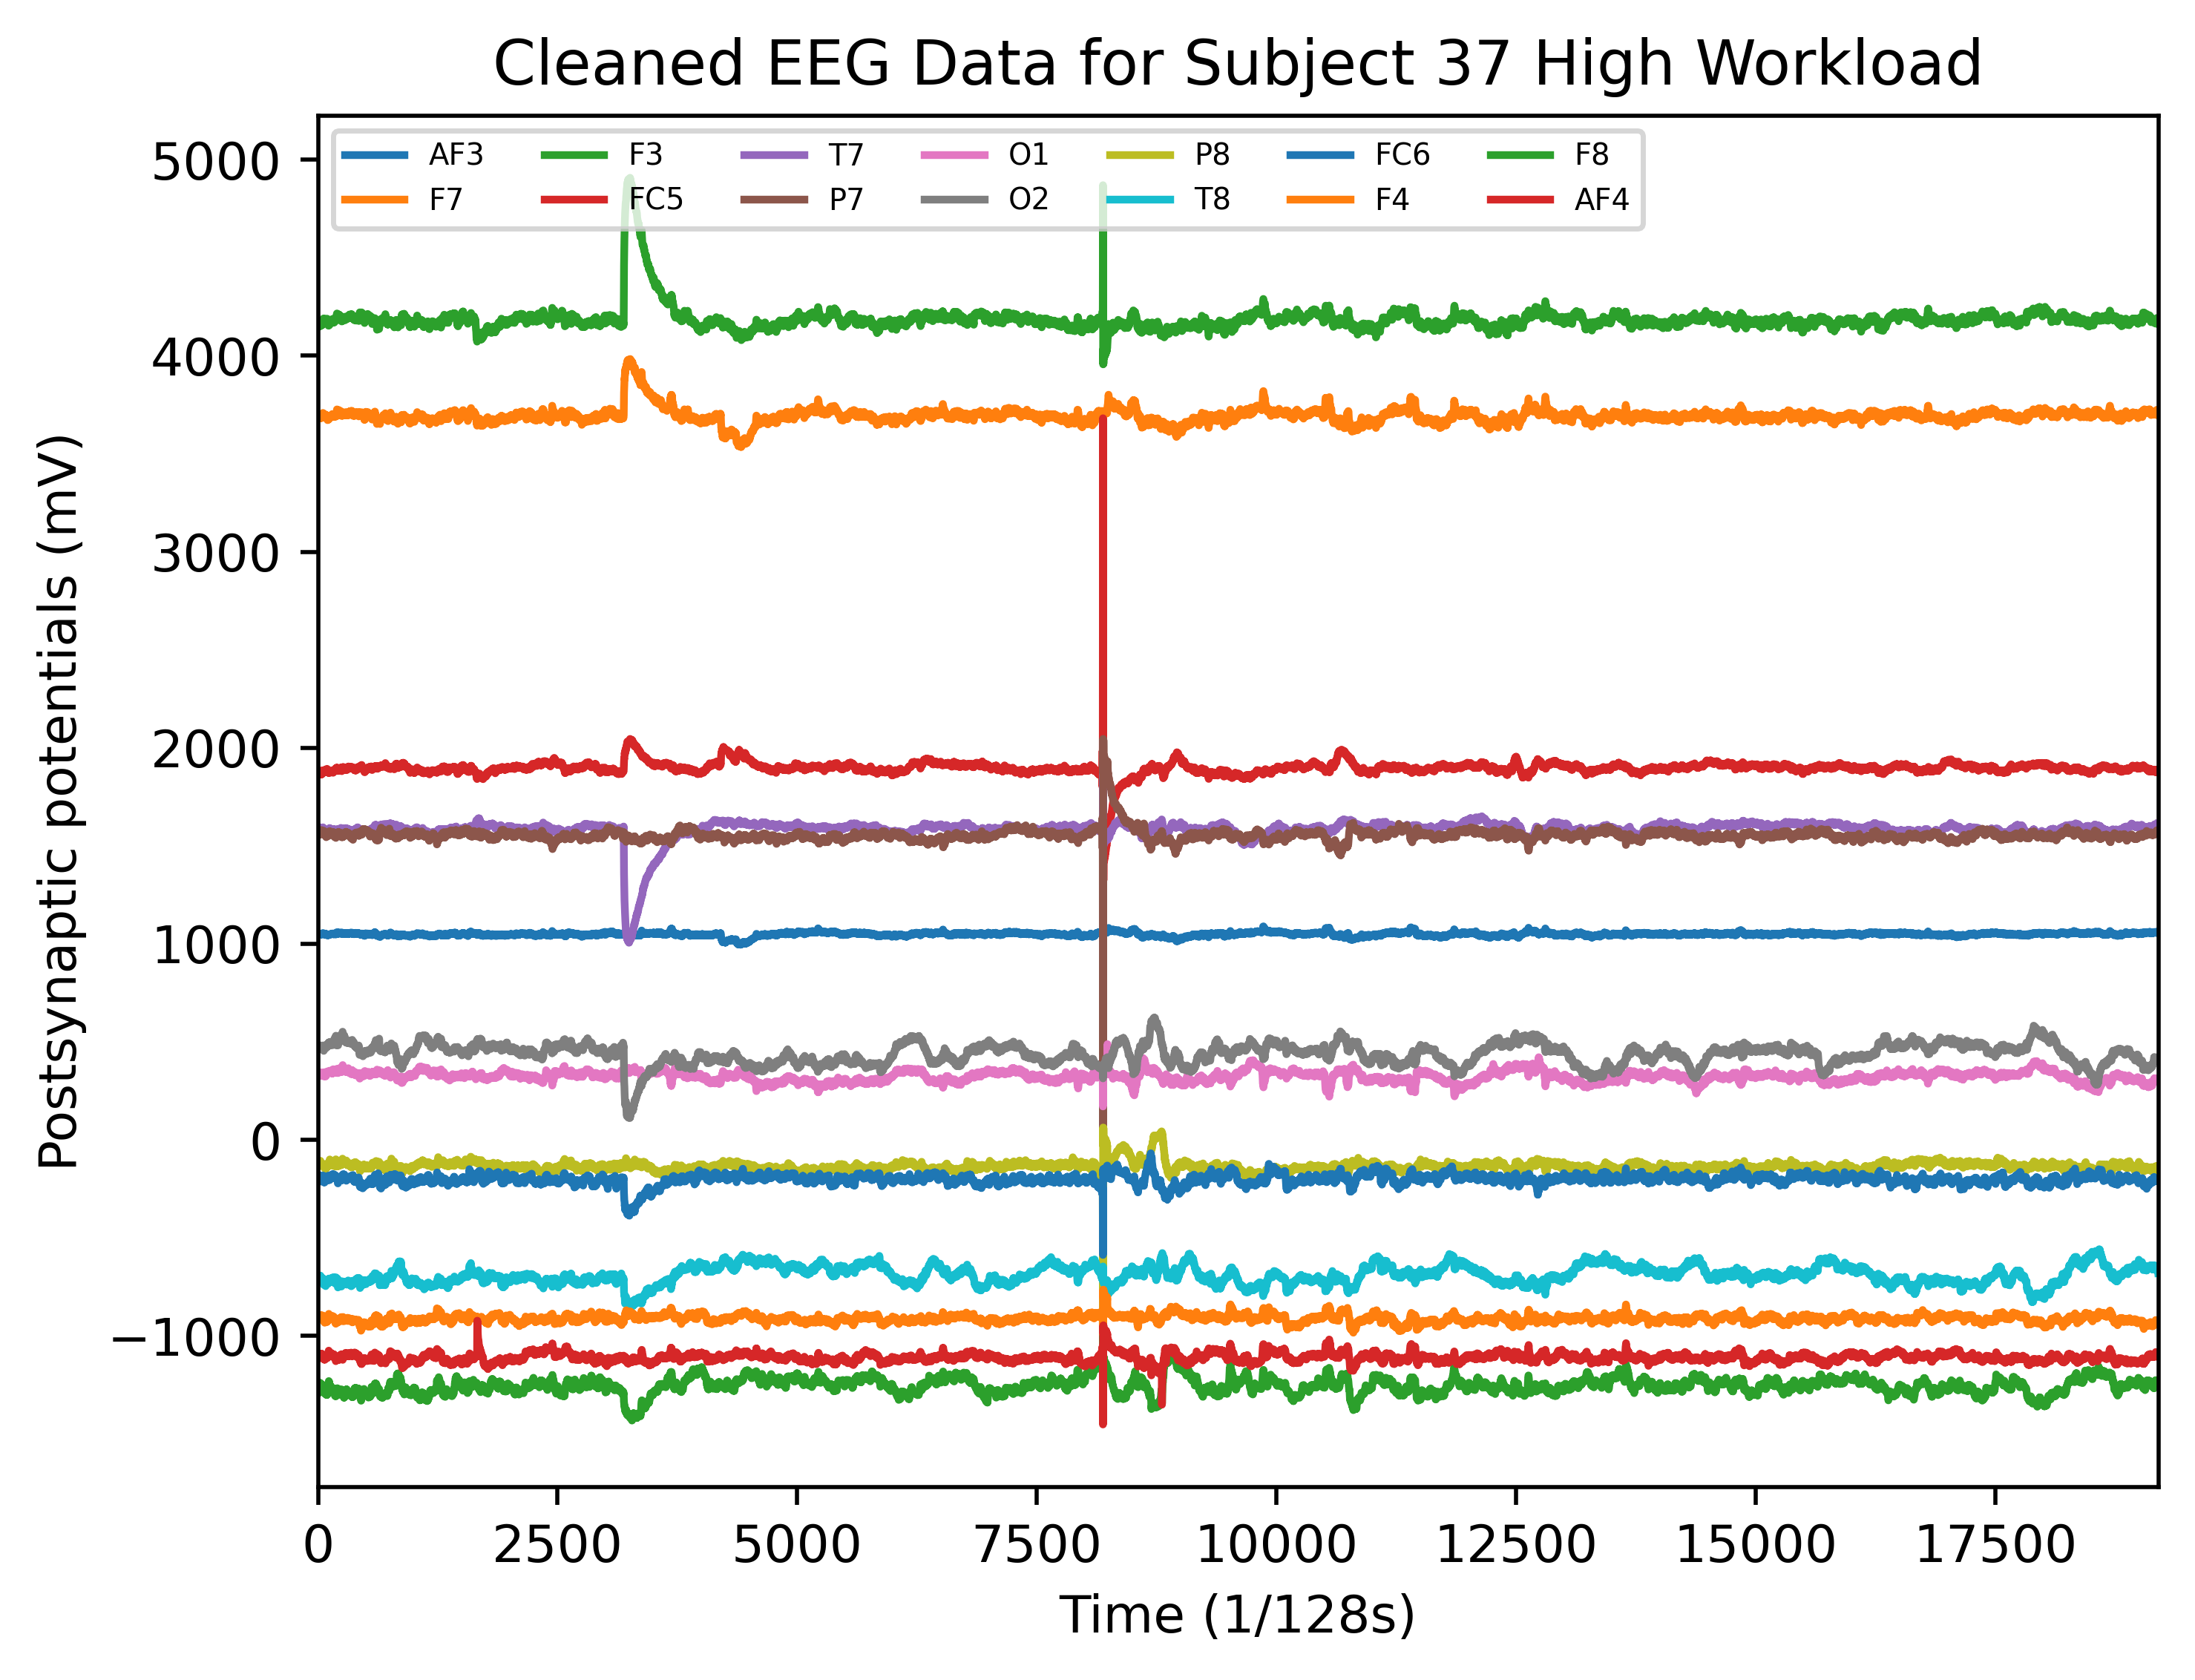 Cleaned EEG Data for Subject 37 High Workload
AF3 F3 T7 O1 P8 FC6 F8
F7 FC5 P7 O2 T8 F4 AF4
5000
4000
3000
2000
1000
0
−1000
Postsynaptic potentials (mV)
0 2500 5000 7500 10000 12500 15000 17500
Time (1/128s)